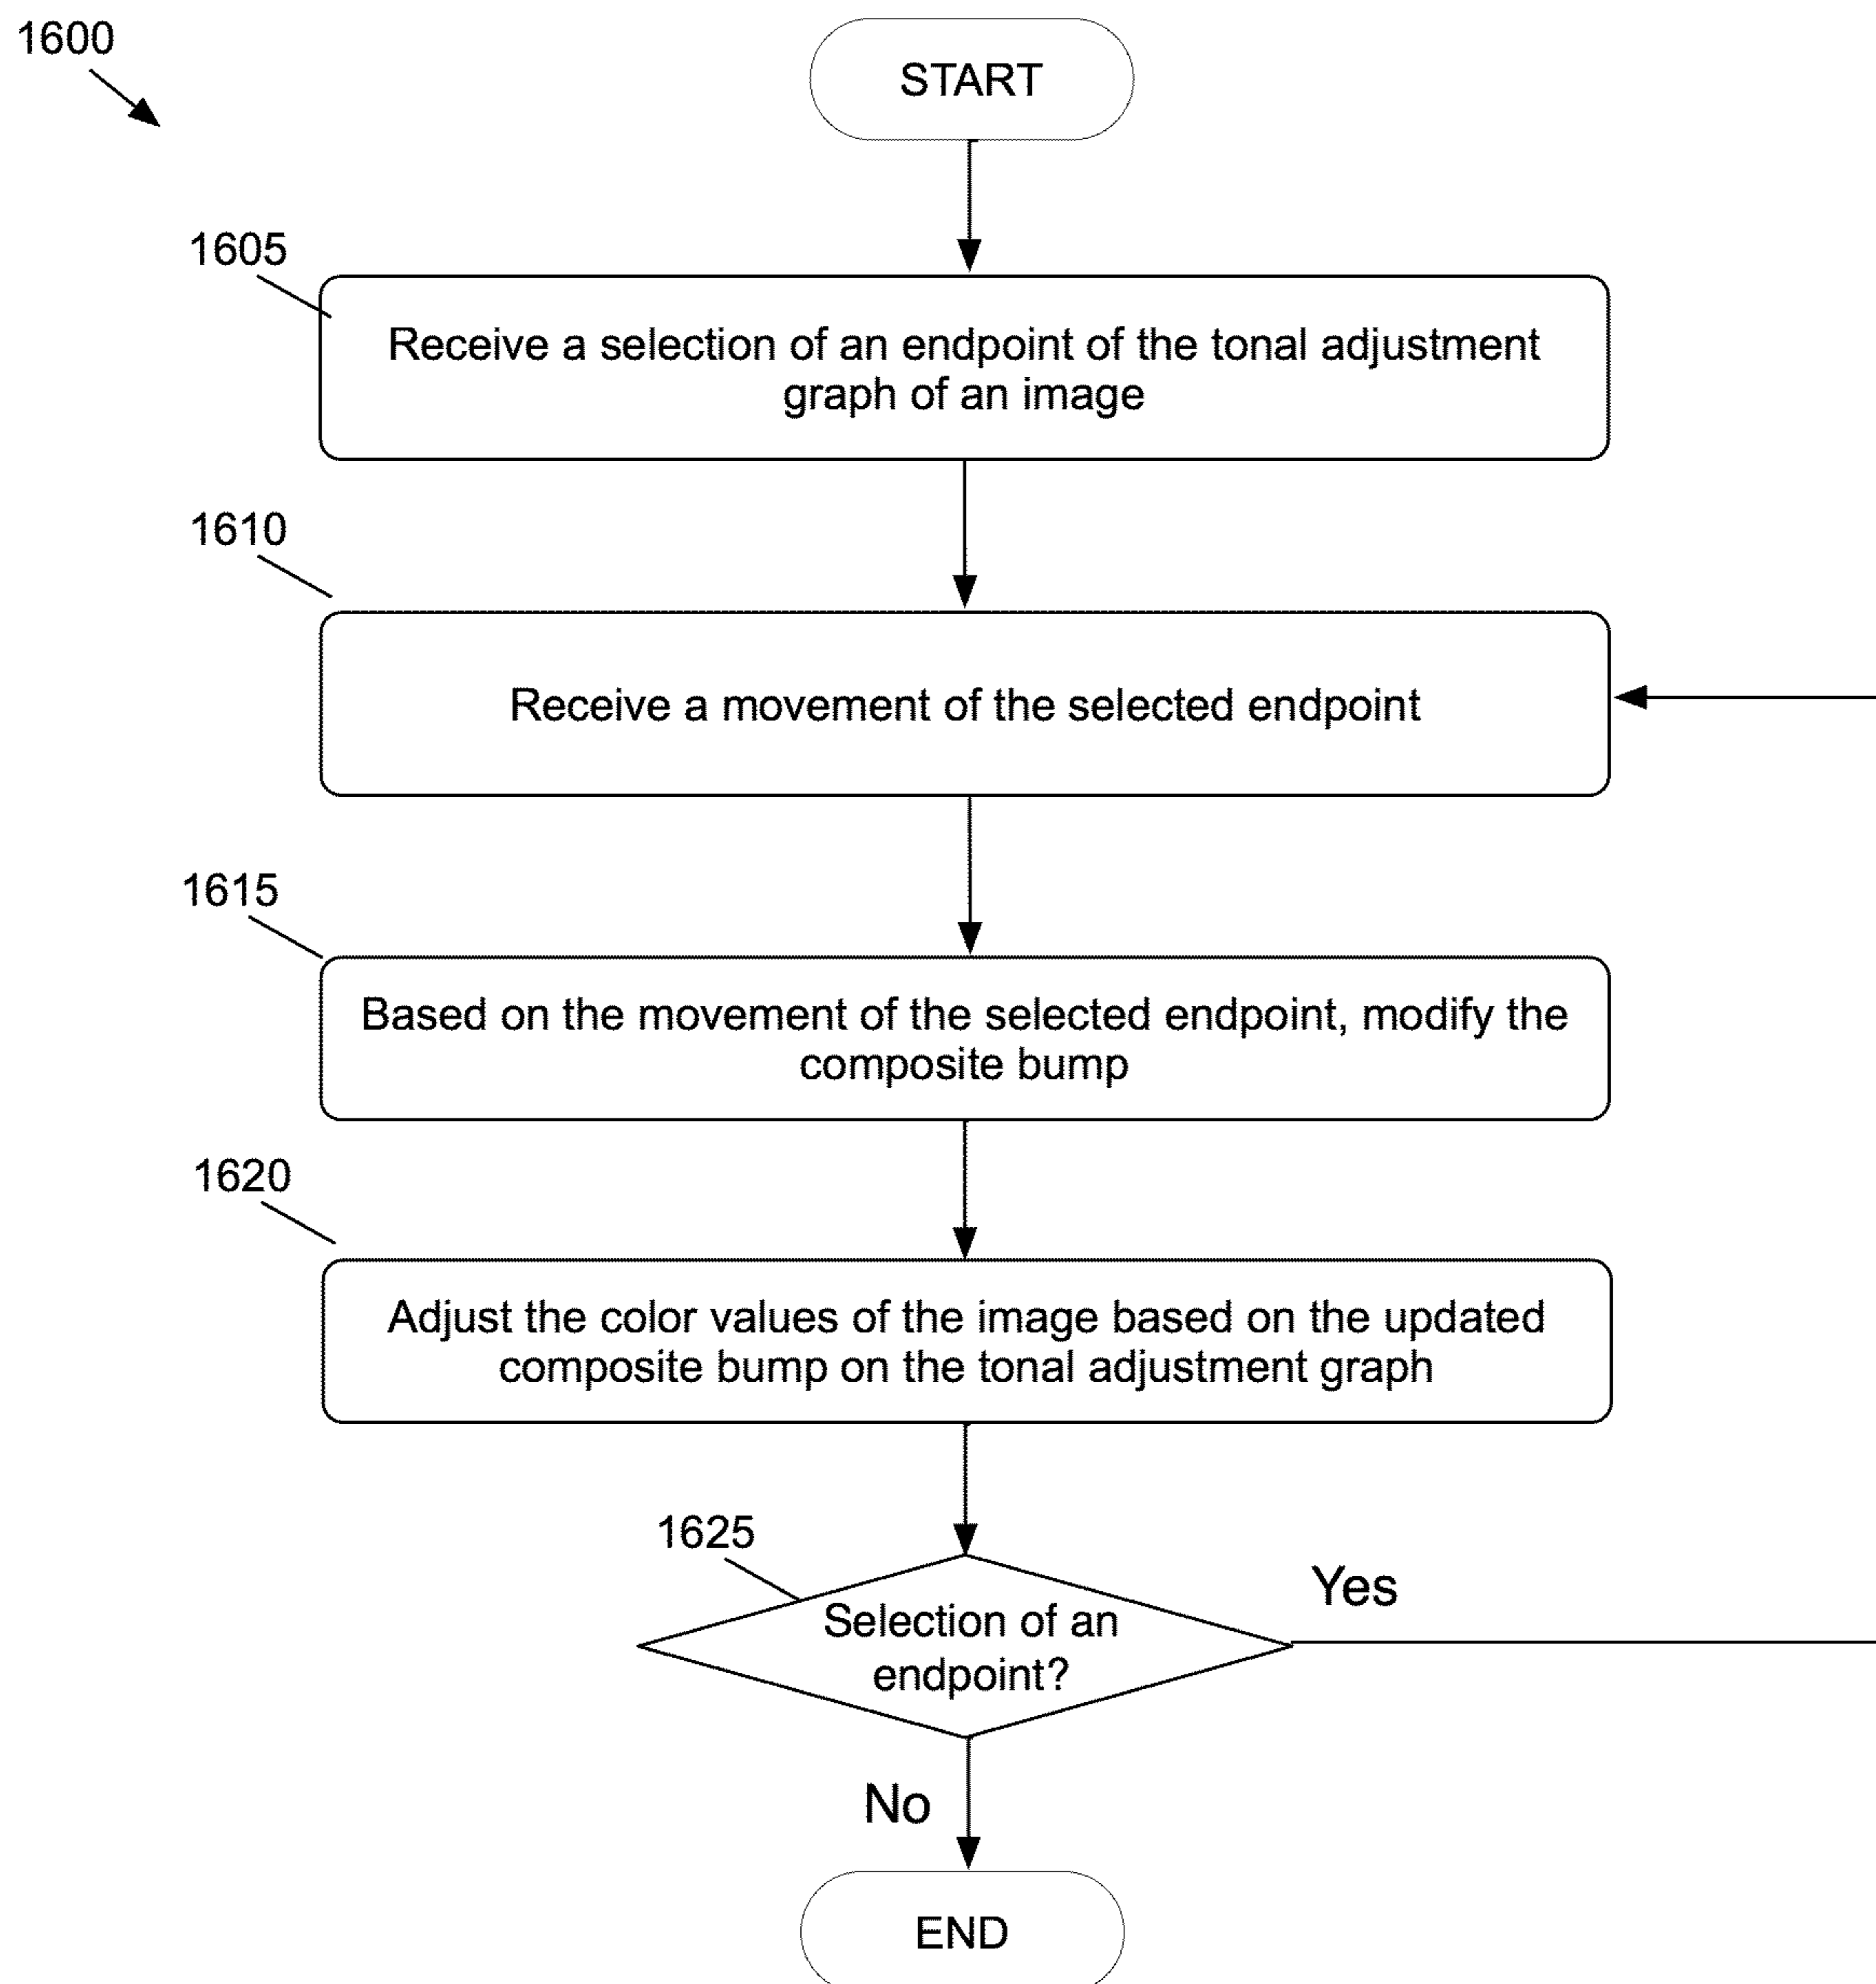 1600
START
1605
Receive a selection of an endpoint of the tonal adjustment
graph of an image
1610
Receive a movement of the selected endpoint
1615
Based on the movement of the selected endpoint, modify the
composite bump
1620
Adjust the color values of the image based on the updated
composite bump on the tonal adjustment graph
1625
Selection of an
endpoint?
Yes
No
END